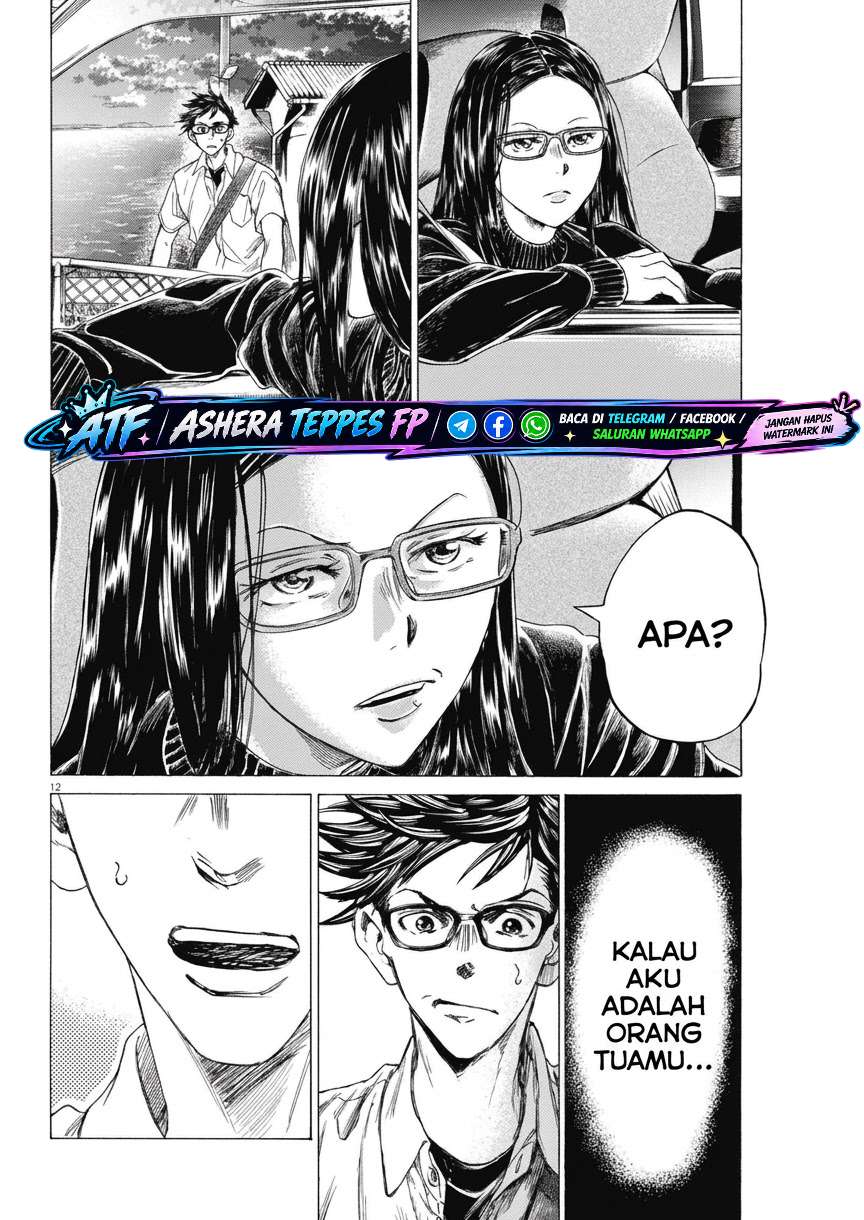 ATF
ASHERA TEPPES FP
BACA DI TELEGRAM / FACEBOOK /
SALURAN WHATSAPP
JANGAN HAPUS
WATERMARK INI
APA?
12
KALAU
AKU
ADALAH
ORANG
TUAMU...